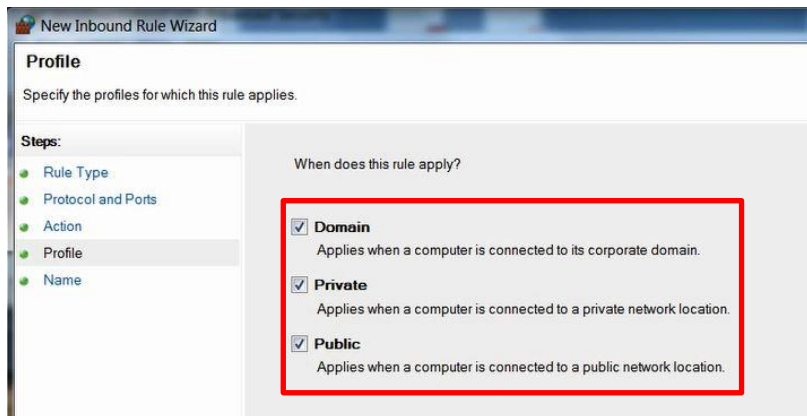 New Inbound Rule Wizard
Profile
Specify the profiles for which this rule applies.
Steps:
Rule Type
Protocol and Ports
Action
Profile
Name
When does this rule apply?
Domain
Applies when a computer is connected to its corporate domain.
Private
Applies when a computer is connected to a private network location.
Public
Applies when a computer is connected to a public network location.